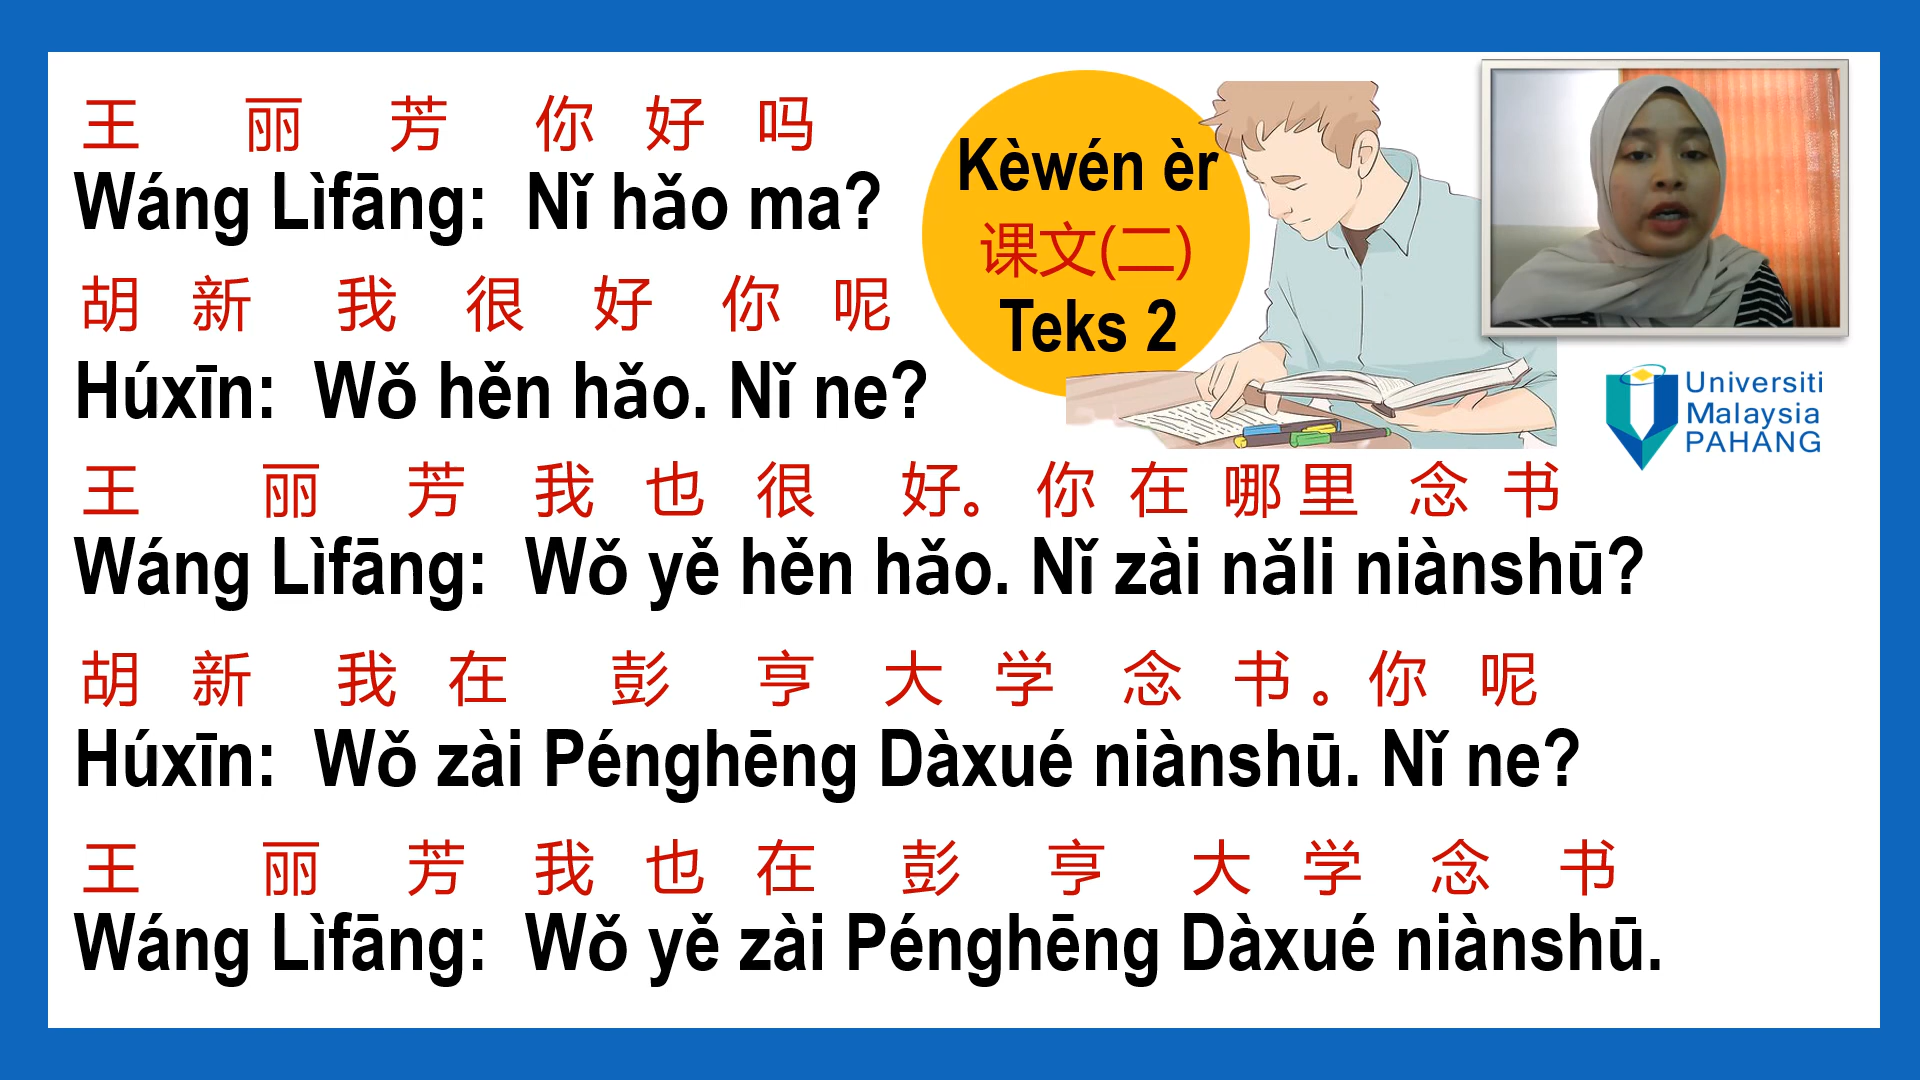 王 丽 芳 你 好 吗
Wáng Lìfāng: Nǐ hǎo ma?
胡 新 我 很 好 你 呢
Húxīn: Wǒ hěn hǎo. Nǐ ne?
王 丽 芳 我 也 很 好。 你 在 哪 里 念 书
Wáng Lìfāng: Wǒ yě hěn hǎo. Nǐ zài nǎli niànshū?
胡 新 我 在 彭 亨 大 学 念 书 。 你 呢
Húxīn: Wǒ zài Pénghēng Dàxué niànshū. Nǐ ne?
王 丽 芳 我 也 在 彭 亨 大 学 念 书
Wáng Lìfāng: Wǒ yě zài Pénghēng Dàxué niànshū.
Kèwén èr
课文(二)
Teks 2
Universiti
Malaysia
PAHANG